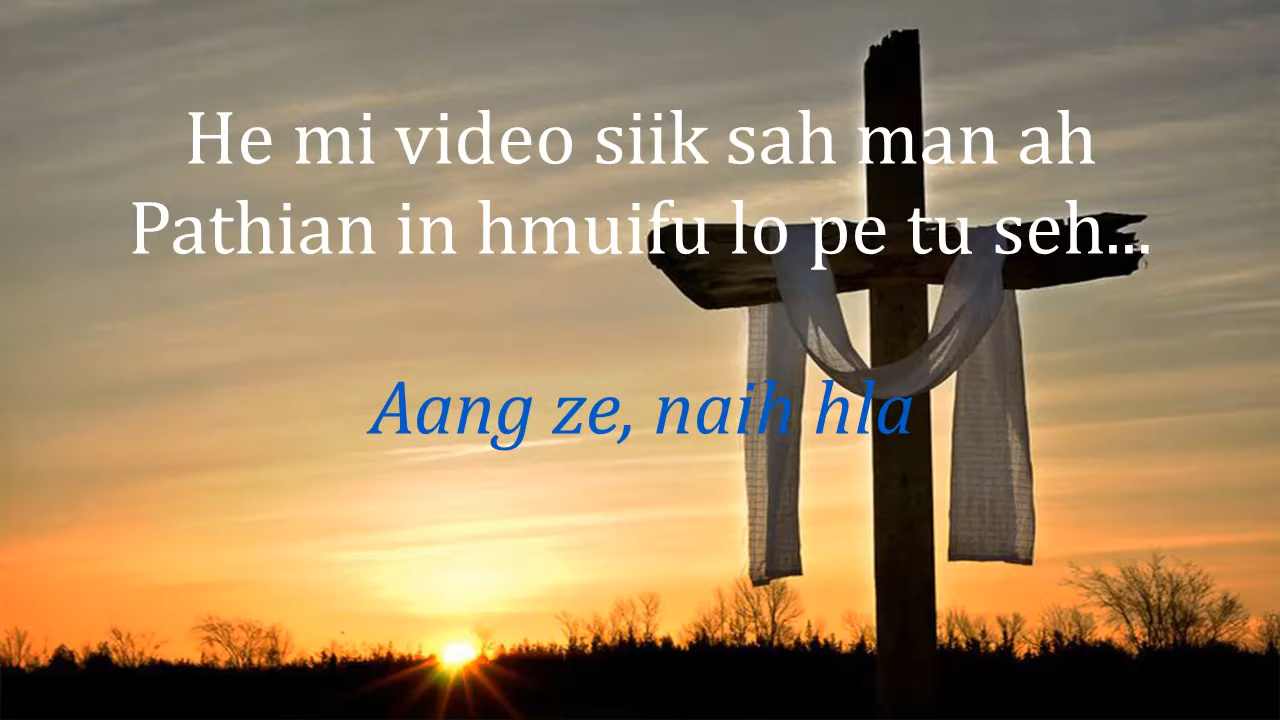 He mi video siik sah man ah
Pathian in hmuifu lo pe tu seh...
Aang ze, naih hla